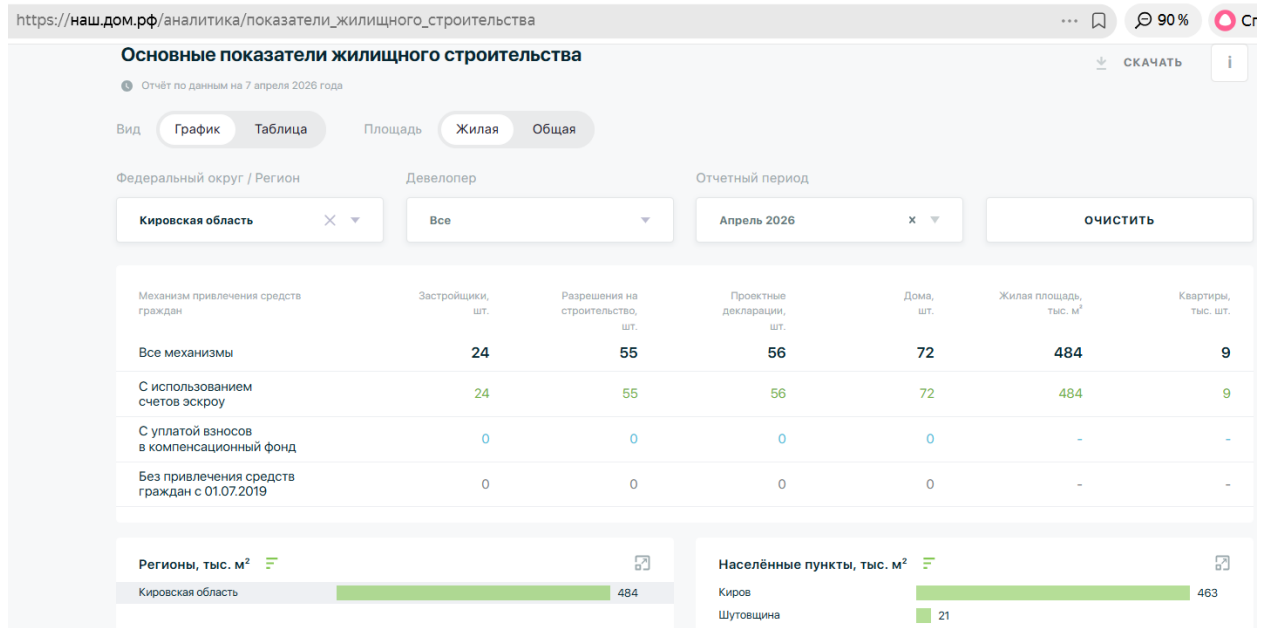 https://наш.дом.рф/аналитика/показатели_жилищного_строительства
90 %
Основные показатели жилищного строительства
СКАЧАТЬ
i
Отчёт по данным на 7 апреля 2026 года
Вид График Таблица Площадь Жилая Общая
Федеральный округ / Регион Девелопер Отчетный период
Кировская область Все Апрель 2026 ОЧИСТИТЬ
Механизм привлечения средств граждан Застройщики, шт. Разрешения на строительство, шт. Проектные декларации, шт. Дома, шт. Жилая площадь, тыс. м² Квартиры, тыс. шт.
Все механизмы 24 55 56 72 484 9
С использованием счетов эскроу 24 55 56 72 484 9
С уплатой взносов в компенсационный фонд 0 0 0 0 - -
Без привлечения средств граждан с 01.07.2019 0 0 0 0 - -
Регионы, тыс. м²
Кировская область 484
Населённые пункты, тыс. м²
Киров 463
Шутовщина 21